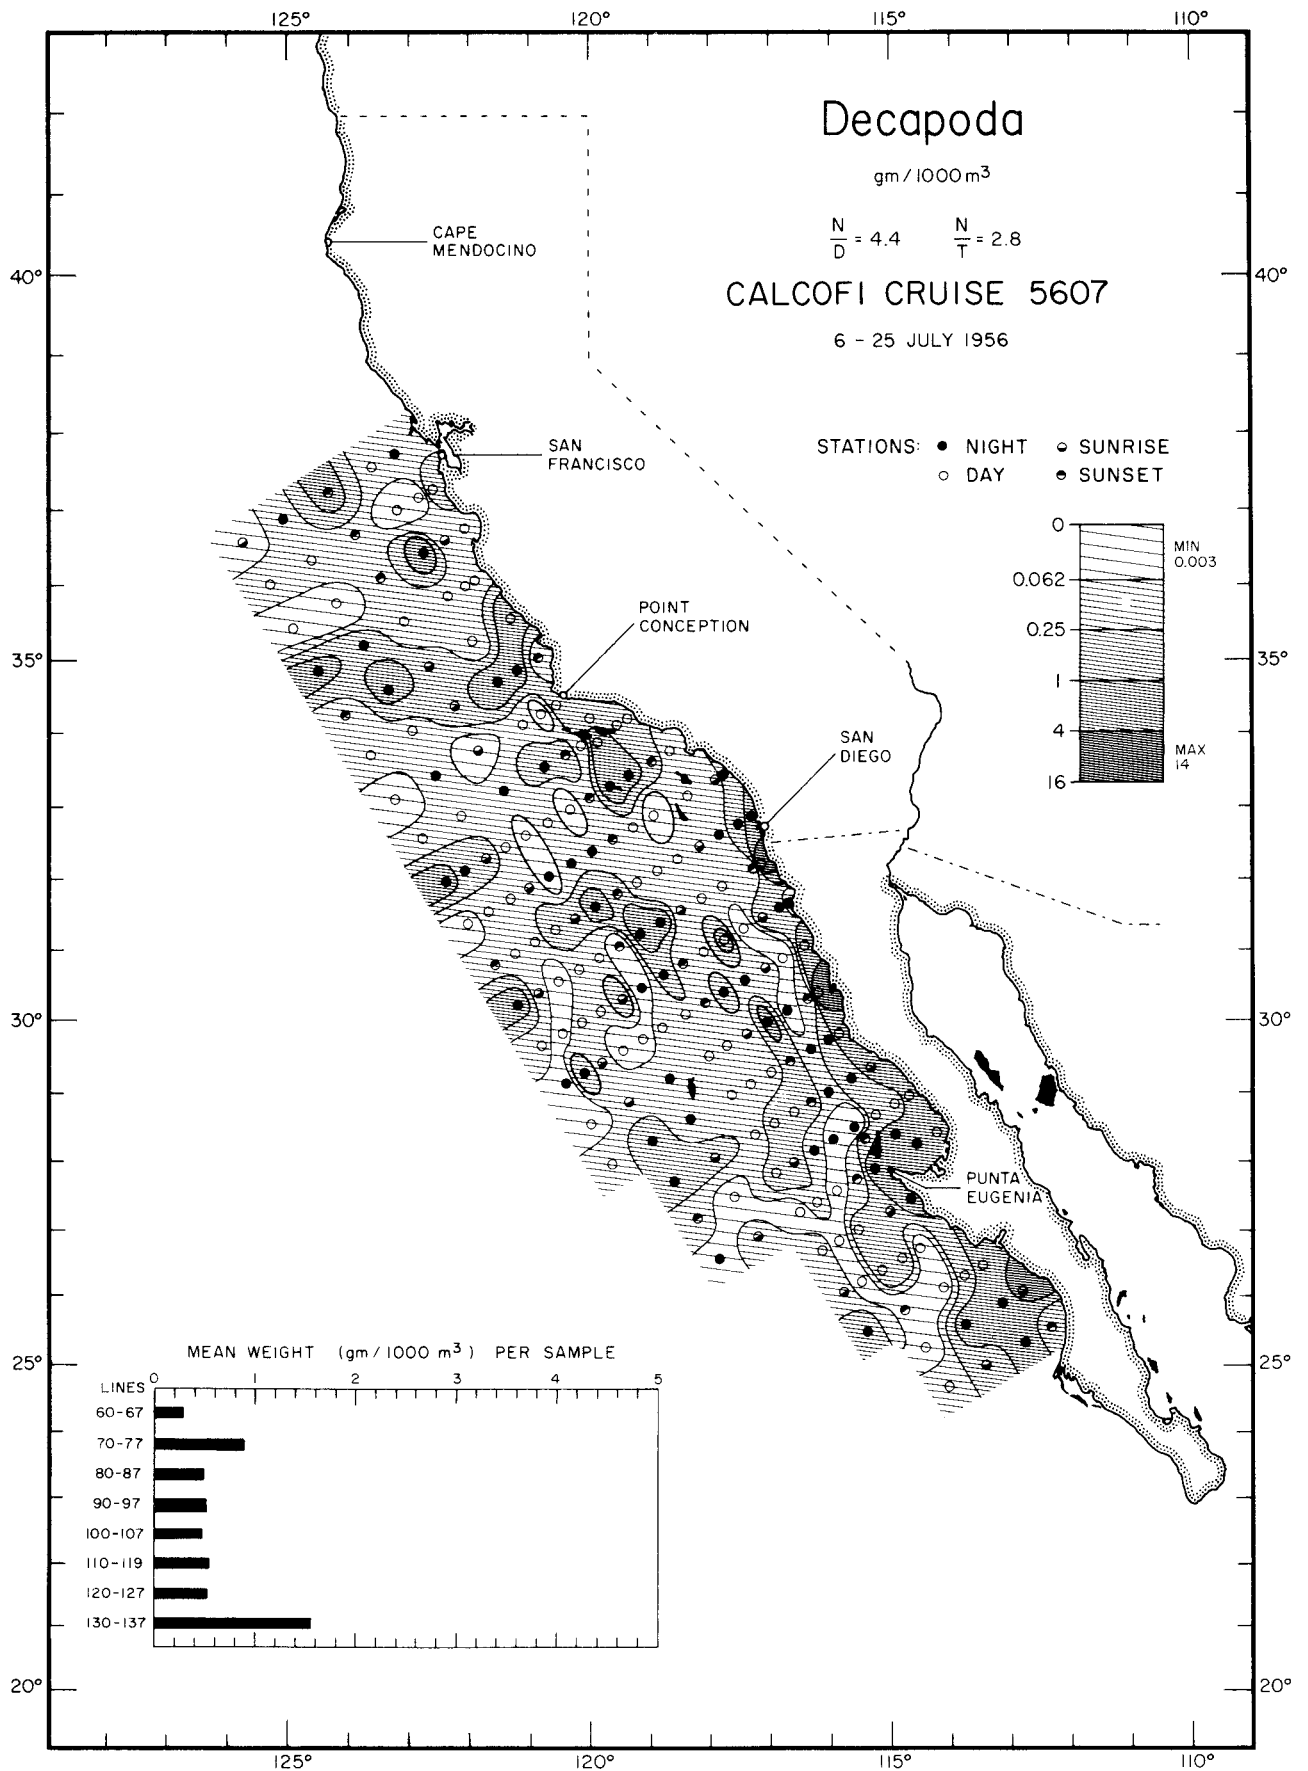 125° 120° 115° 110°
Decapoda
gm/1000 m³
N/D = 4.4 N/T = 2.8
CALCOFI CRUISE 5607
6 - 25 JULY 1956
CAPE
MENDOCINO
40° 40°
STATIONS: NIGHT SUNRISE
DAY SUNSET
SAN
FRANCISCO
0
0.062
0.25
1
4
16
MIN
0.003
MAX
14
POINT
CONCEPTION
35° 35°
SAN
DIEGO
30° 30°
PUNTA
EUGENIA
25° 25°
MEAN WEIGHT (gm/1000 m³) PER SAMPLE
LINES 0 1 2 3 4 5
60-67
70-77
80-87
90-97
100-107
110-119
120-127
130-137
20° 20°
125° 120° 115° 110°